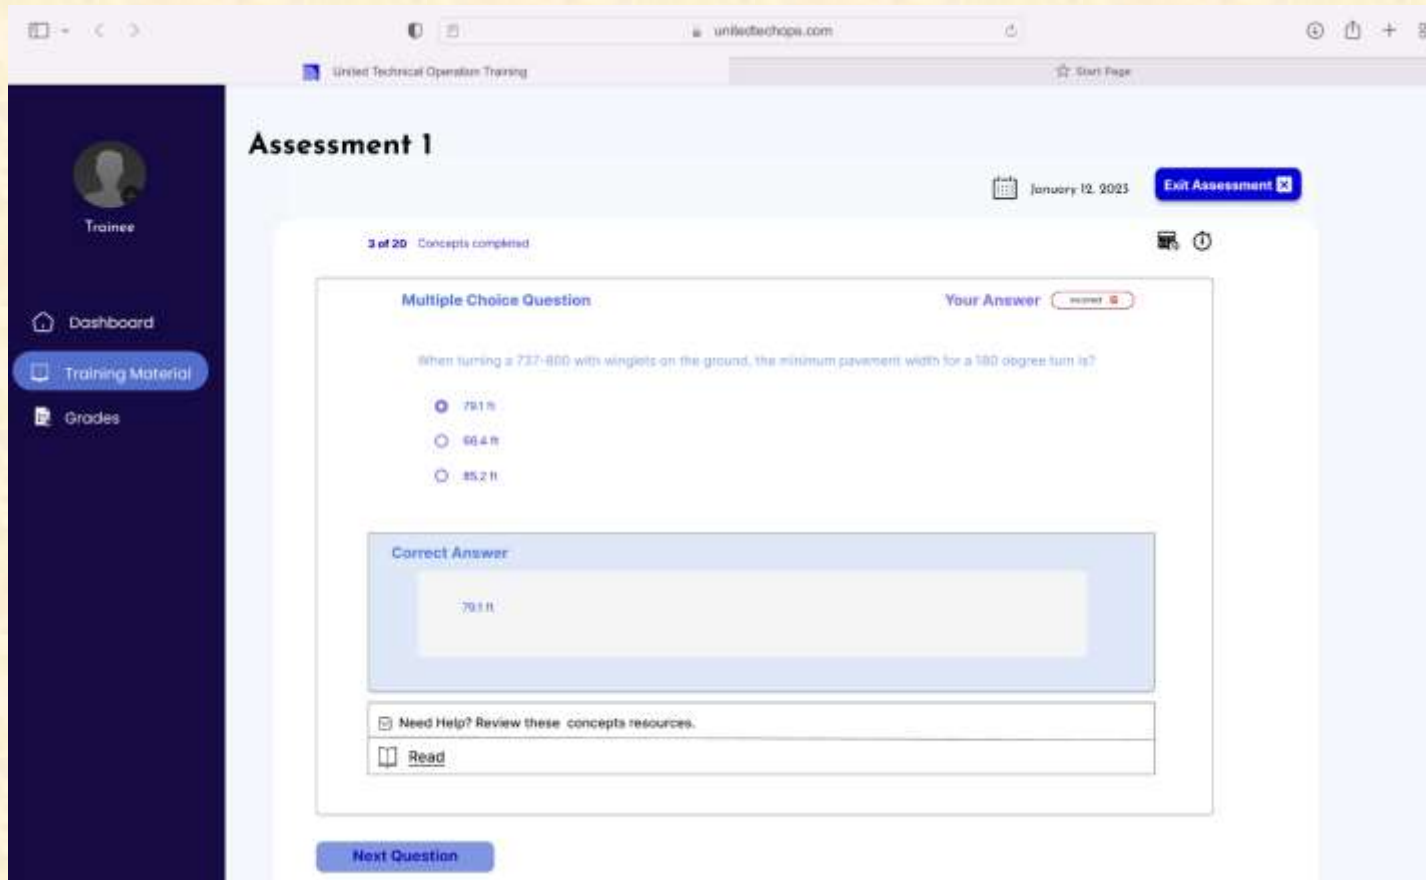 unitedtechops.com
United Technical Operation Training
Start Page
Assessment 1
January 12, 2023
Exit Assessment
Trainee
3 of 20 Concepts completed
Multiple Choice Question
Your Answer
When turning a 737-800 with winglets on the ground, the minimum pavement width for a 180 degree turn is?
79.1 ft
66.4 ft
85.2 ft
Dashboard
Training Material
Grades
Correct Answer
79.1 ft
Need Help? Review these concepts resources.
Read
Next Question